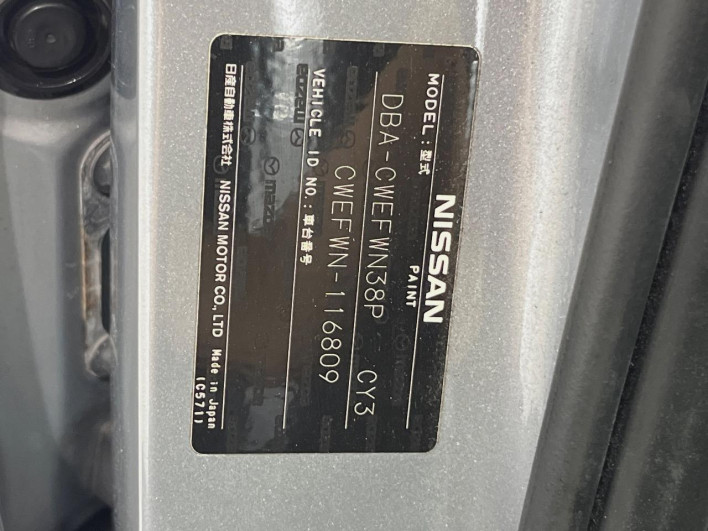 NISSAN
MODEL:型式 PAINT
DBA-CWEFWN38P CY3
VEHICLE ID NO.:車台番号
CWEFWN-116809
日産自動車株式会社 NISSAN MOTOR CO., LTD Made in Japan
(C571)